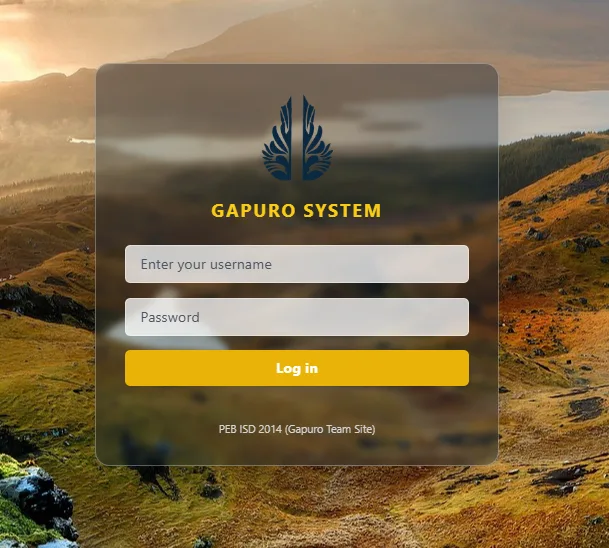 GAPURO SYSTEM
Enter your username
Password
Log in
PEB ISD 2014 (Gapuro Team Site)